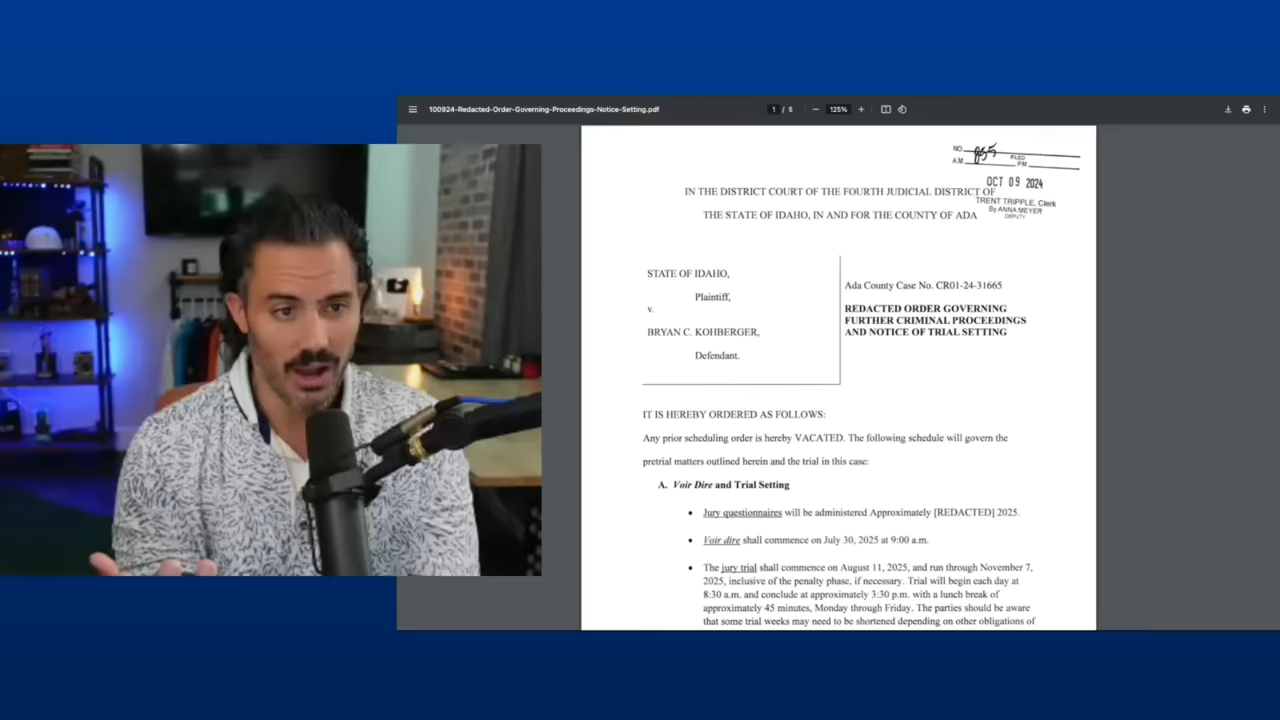 100924-Redacted-Order-Governing-Proceedings-Notice-Setting.pdf
1 / 5
125%
NO.
855
A.M.
FILED
P.M.
OCT 09 2024
TRENT TRIPPLE, Clerk
By ANNA MEYER
DEPUTY
IN THE DISTRICT COURT OF THE FOURTH JUDICIAL DISTRICT OF
THE STATE OF IDAHO, IN AND FOR THE COUNTY OF ADA
STATE OF IDAHO,
Plaintiff,
v.
BRYAN C. KOHBERGER,
Defendant.
Ada County Case No. CR01-24-31665
REDACTED ORDER GOVERNING
FURTHER CRIMINAL PROCEEDINGS
AND NOTICE OF TRIAL SETTING
IT IS HEREBY ORDERED AS FOLLOWS:
Any prior scheduling order is hereby VACATED. The following schedule will govern the
pretrial matters outlined herein and the trial in this case:
A. Voir Dire and Trial Setting
• Jury questionnaires will be administered Approximately [REDACTED] 2025.
• Voir dire shall commence on July 30, 2025 at 9:00 a.m.
• The jury trial shall commence on August 11, 2025, and run through November 7,
2025, inclusive of the penalty phase, if necessary. Trial will begin each day at
8:30 a.m. and conclude at approximately 3:30 p.m. with a lunch break of
approximately 45 minutes, Monday through Friday. The parties should be aware
that some trial weeks may need to be shortened depending on other obligations of